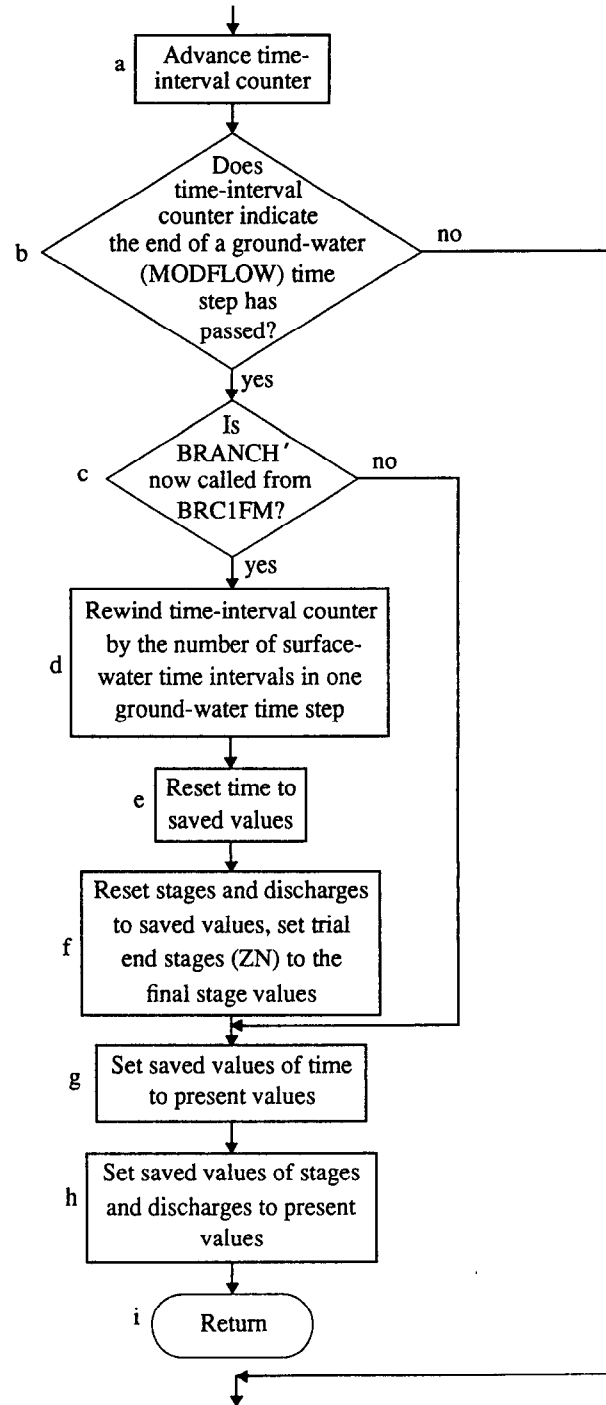 a
Advance time-
interval counter
Does
time-interval
counter indicate
b
the end of a ground-water
(MODFLOW) time
step has
passed?
no
yes
Is
BRANCH′
c
now called from
BRC1FM?
no
yes
Rewind time-interval counter
by the number of surface-
d
water time intervals in one
ground-water time step
e
Reset time to
saved values
Reset stages and discharges
to saved values, set trial
f
end stages (ZN) to the
final stage values
g
Set saved values of time
to present values
Set saved values of stages
h
and discharges to present
values
i
Return